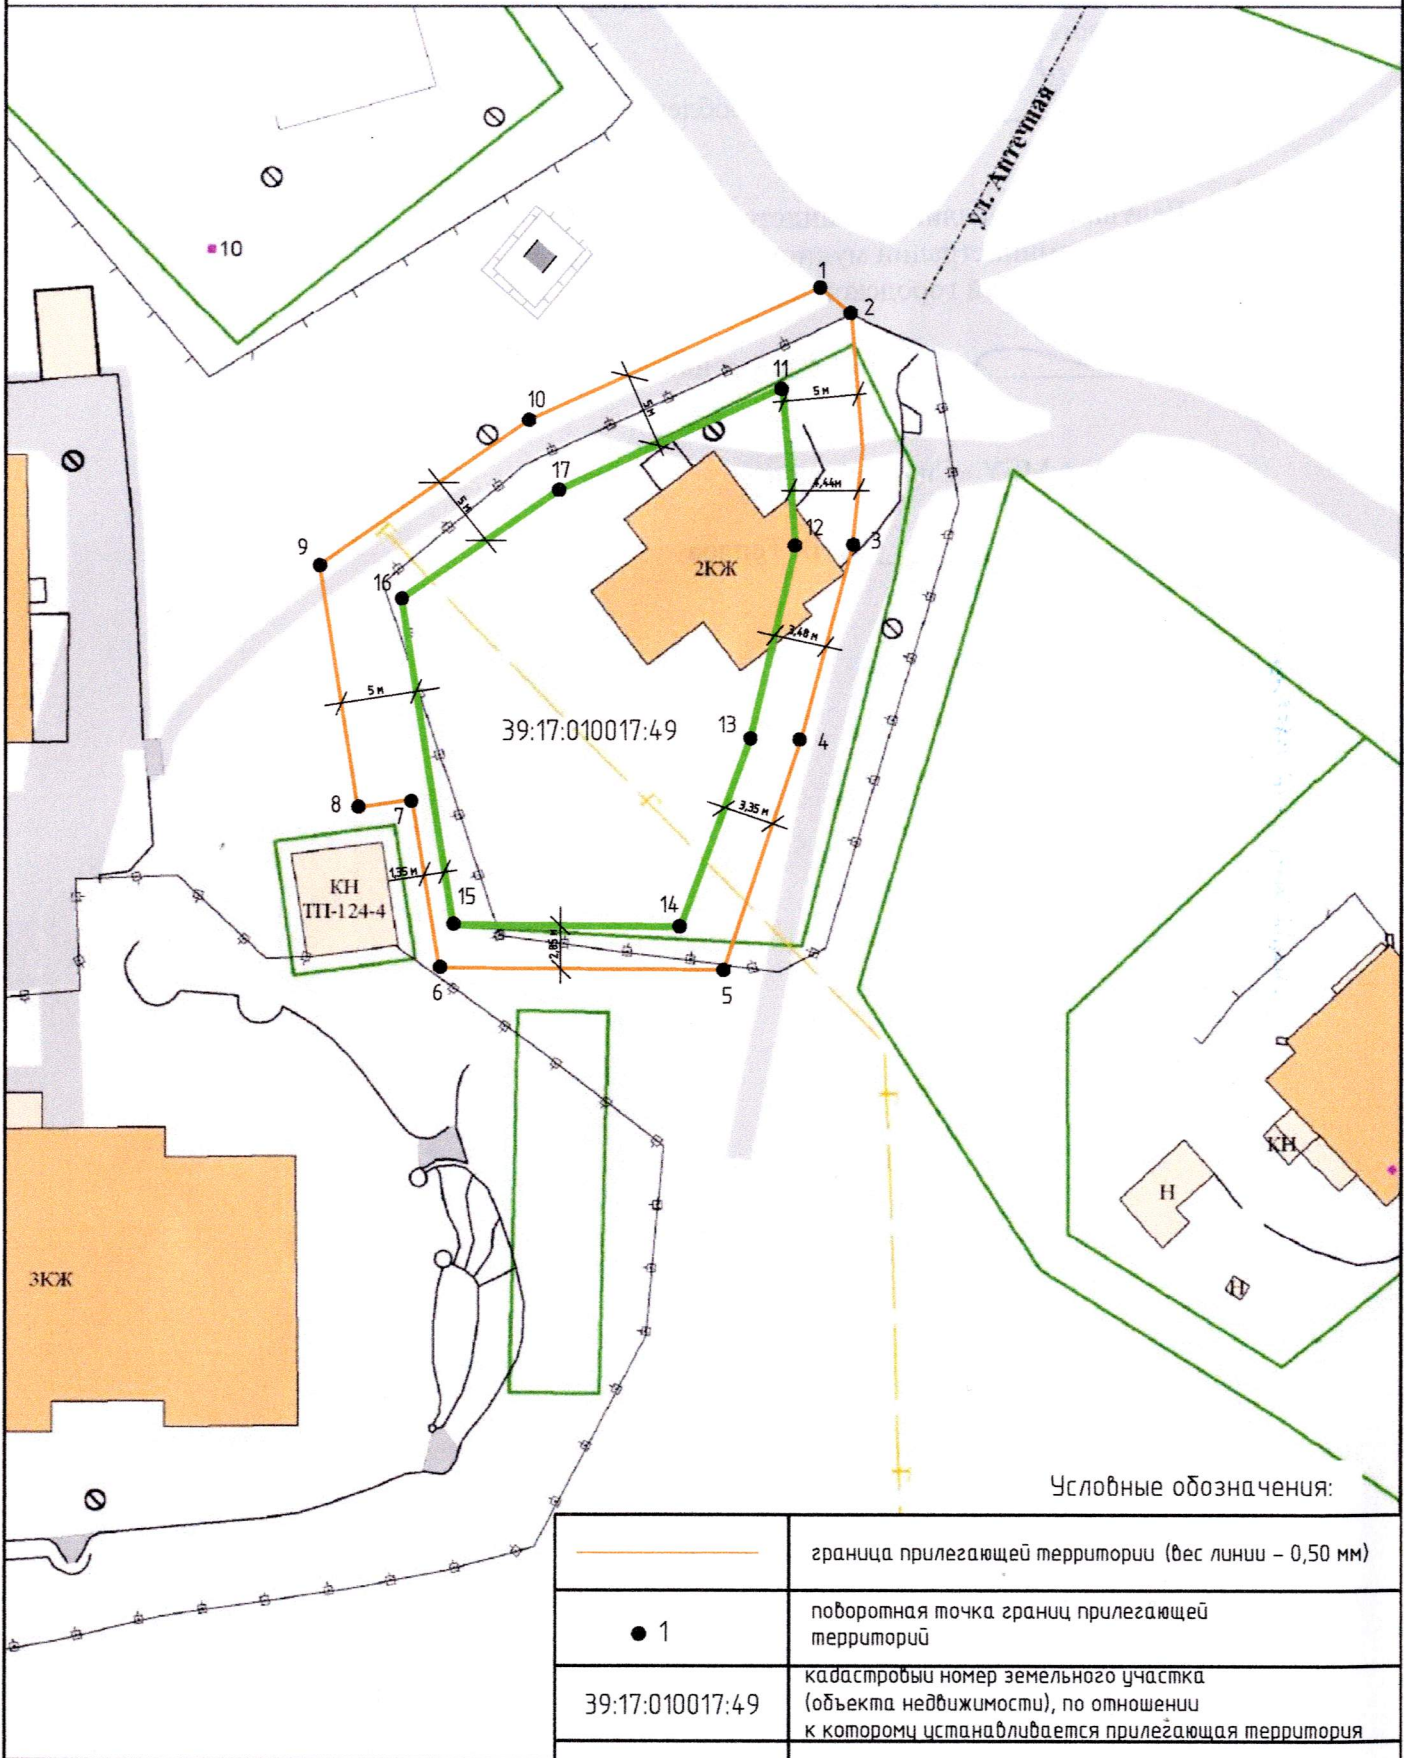 ул. Аптечная
10
1
2
11
5 м
10
5м
17
4,44м
5 м
12
3
9
2КЖ
16
3,48 м
5 м
39:17:010017:49
13
4
8
7
3,35 м
1,35 м
КН
ТП-124-4
15
14
2,85 м
6
5
КН
Н
Н
3КЖ
Условные обозначения:
граница прилегающей территории (вес линии – 0,50 мм)
1
поворотная точка границ прилегающей
территорий
39:17:010017:49
кадастровый номер земельного участка
(объекта недвижимости), по отношении
к которому устанавливается прилегающая территория